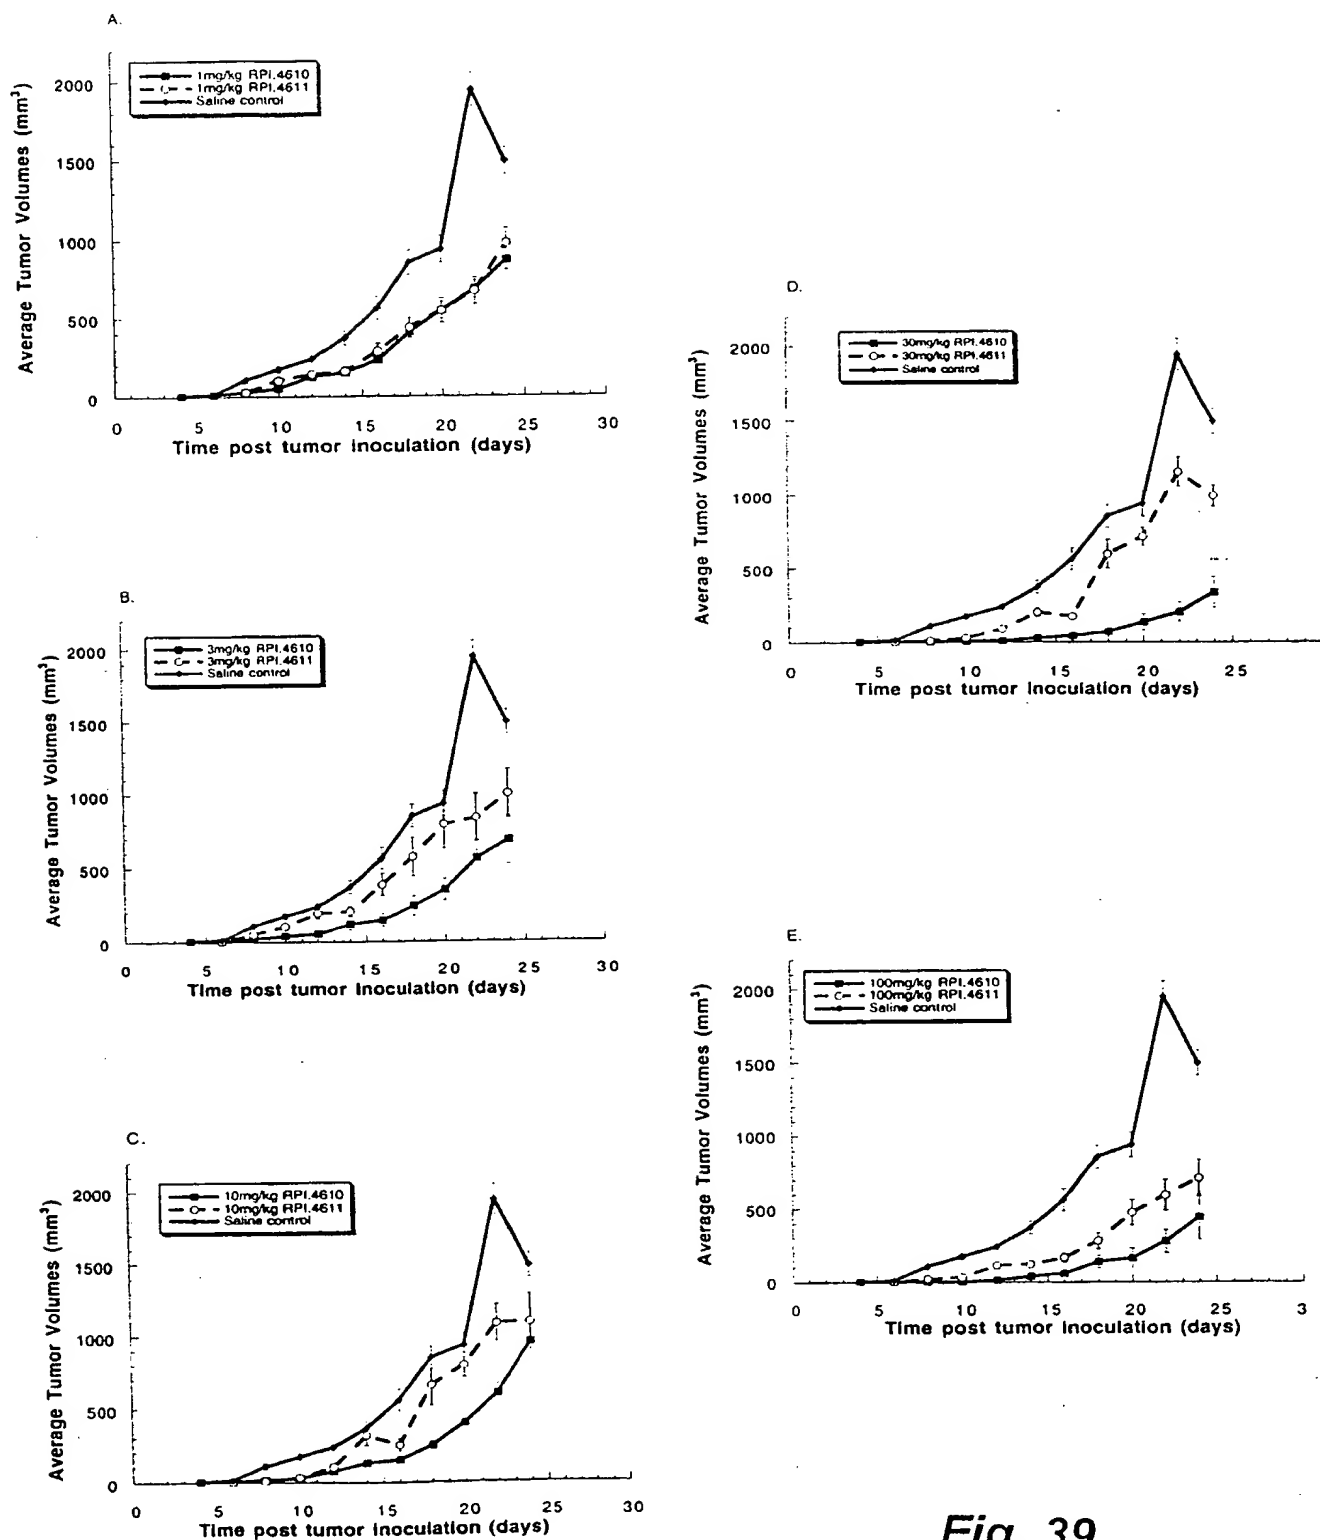 A.
1mg/kg RPI.4610
1mg/kg RPI.4611
Saline control
Average Tumor Volumes (mm³)
2000
1500
1000
500
0
0 5 10 15 20 25 30
Time post tumor inoculation (days)
B.
3mg/kg RPI.4610
3mg/kg RPI.4611
Saline control
Average Tumor Volumes (mm³)
2000
1500
1000
500
0
0 5 10 15 20 25 30
Time post tumor inoculation (days)
C.
10mg/kg RPI.4610
10mg/kg RPI.4611
Saline control
Average Tumor Volumes (mm³)
2000
1500
1000
500
0
0 5 10 15 20 25 30
Time post tumor inoculation (days)
D.
30mg/kg RPI.4610
30mg/kg RPI.4611
Saline control
Average Tumor Volumes (mm³)
2000
1500
1000
500
0
0 5 10 15 20 25
Time post tumor inoculation (days)
E.
100mg/kg RPI.4610
100mg/kg RPI.4611
Saline control
Average Tumor Volumes (mm³)
2000
1500
1000
500
0
0 5 10 15 20 25 3
Time post tumor inoculation (days)
Fig. 39